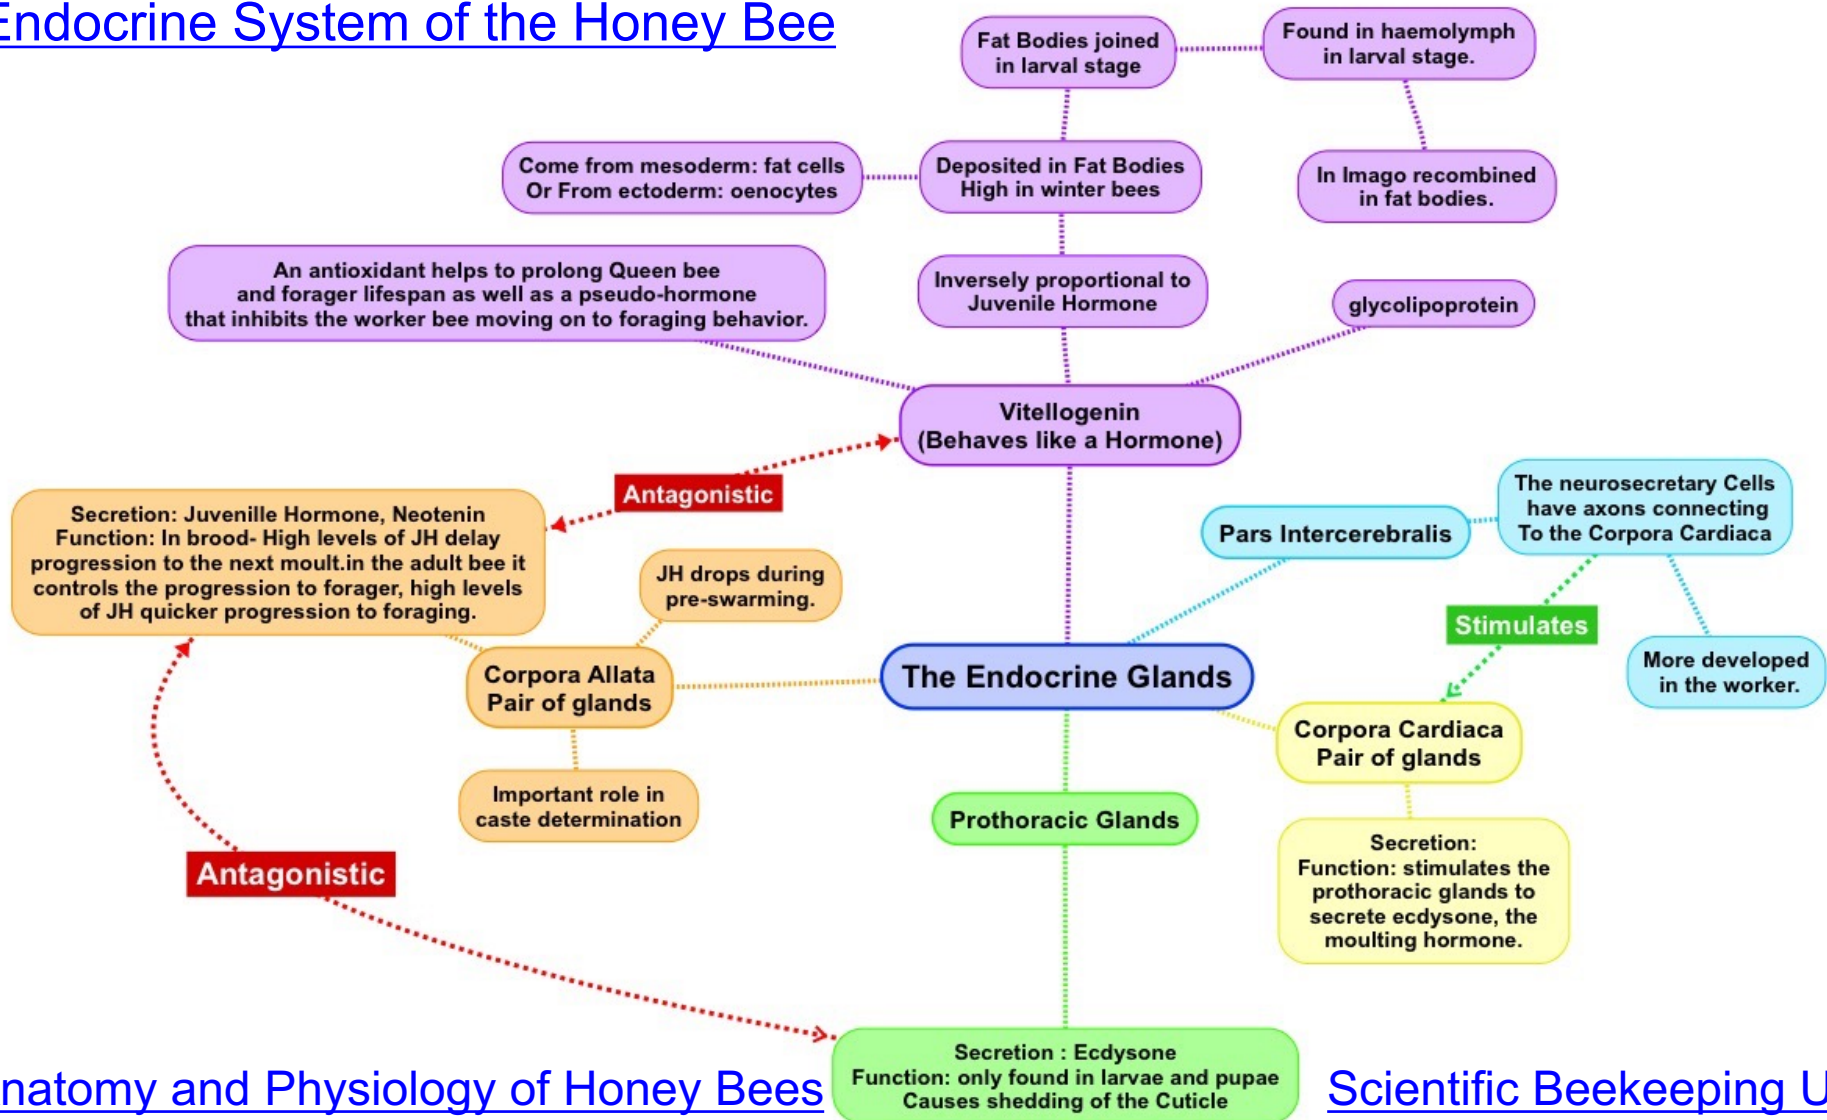 Endocrine System of the Honey Bee
Fat Bodies joined
in larval stage
Found in haemolymph
in larval stage.
Come from mesoderm: fat cells
Or From ectoderm: oenocytes
Deposited in Fat Bodies
High in winter bees
In Imago recombined
in fat bodies.
An antioxidant helps to prolong Queen bee
and forager lifespan as well as a pseudo-hormone
that inhibits the worker bee moving on to foraging behavior.
Inversely proportional to
Juvenile Hormone
glycolipoprotein
Vitellogenin
(Behaves like a Hormone)
Antagonistic
Secretion: Juvenille Hormone, Neotenin
Function: In brood- High levels of JH delay
progression to the next moult.in the adult bee it
controls the progression to forager, high levels
of JH quicker progression to foraging.
JH drops during
pre-swarming.
Pars Intercerebralis
The neurosecretary Cells
have axons connecting
To the Corpora Cardiaca
Stimulates
More developed
in the worker.
Corpora Allata
Pair of glands
The Endocrine Glands
Corpora Cardiaca
Pair of glands
Important role in
caste determination
Prothoracic Glands
Antagonistic
Secretion:
Function: stimulates the
prothoracic glands to
secrete ecdysone, the
moulting hormone.
Secretion : Ecdysone
Function: only found in larvae and pupae
Causes shedding of the Cuticle
natomy and Physiology of Honey Bees
Scientific Beekeeping U